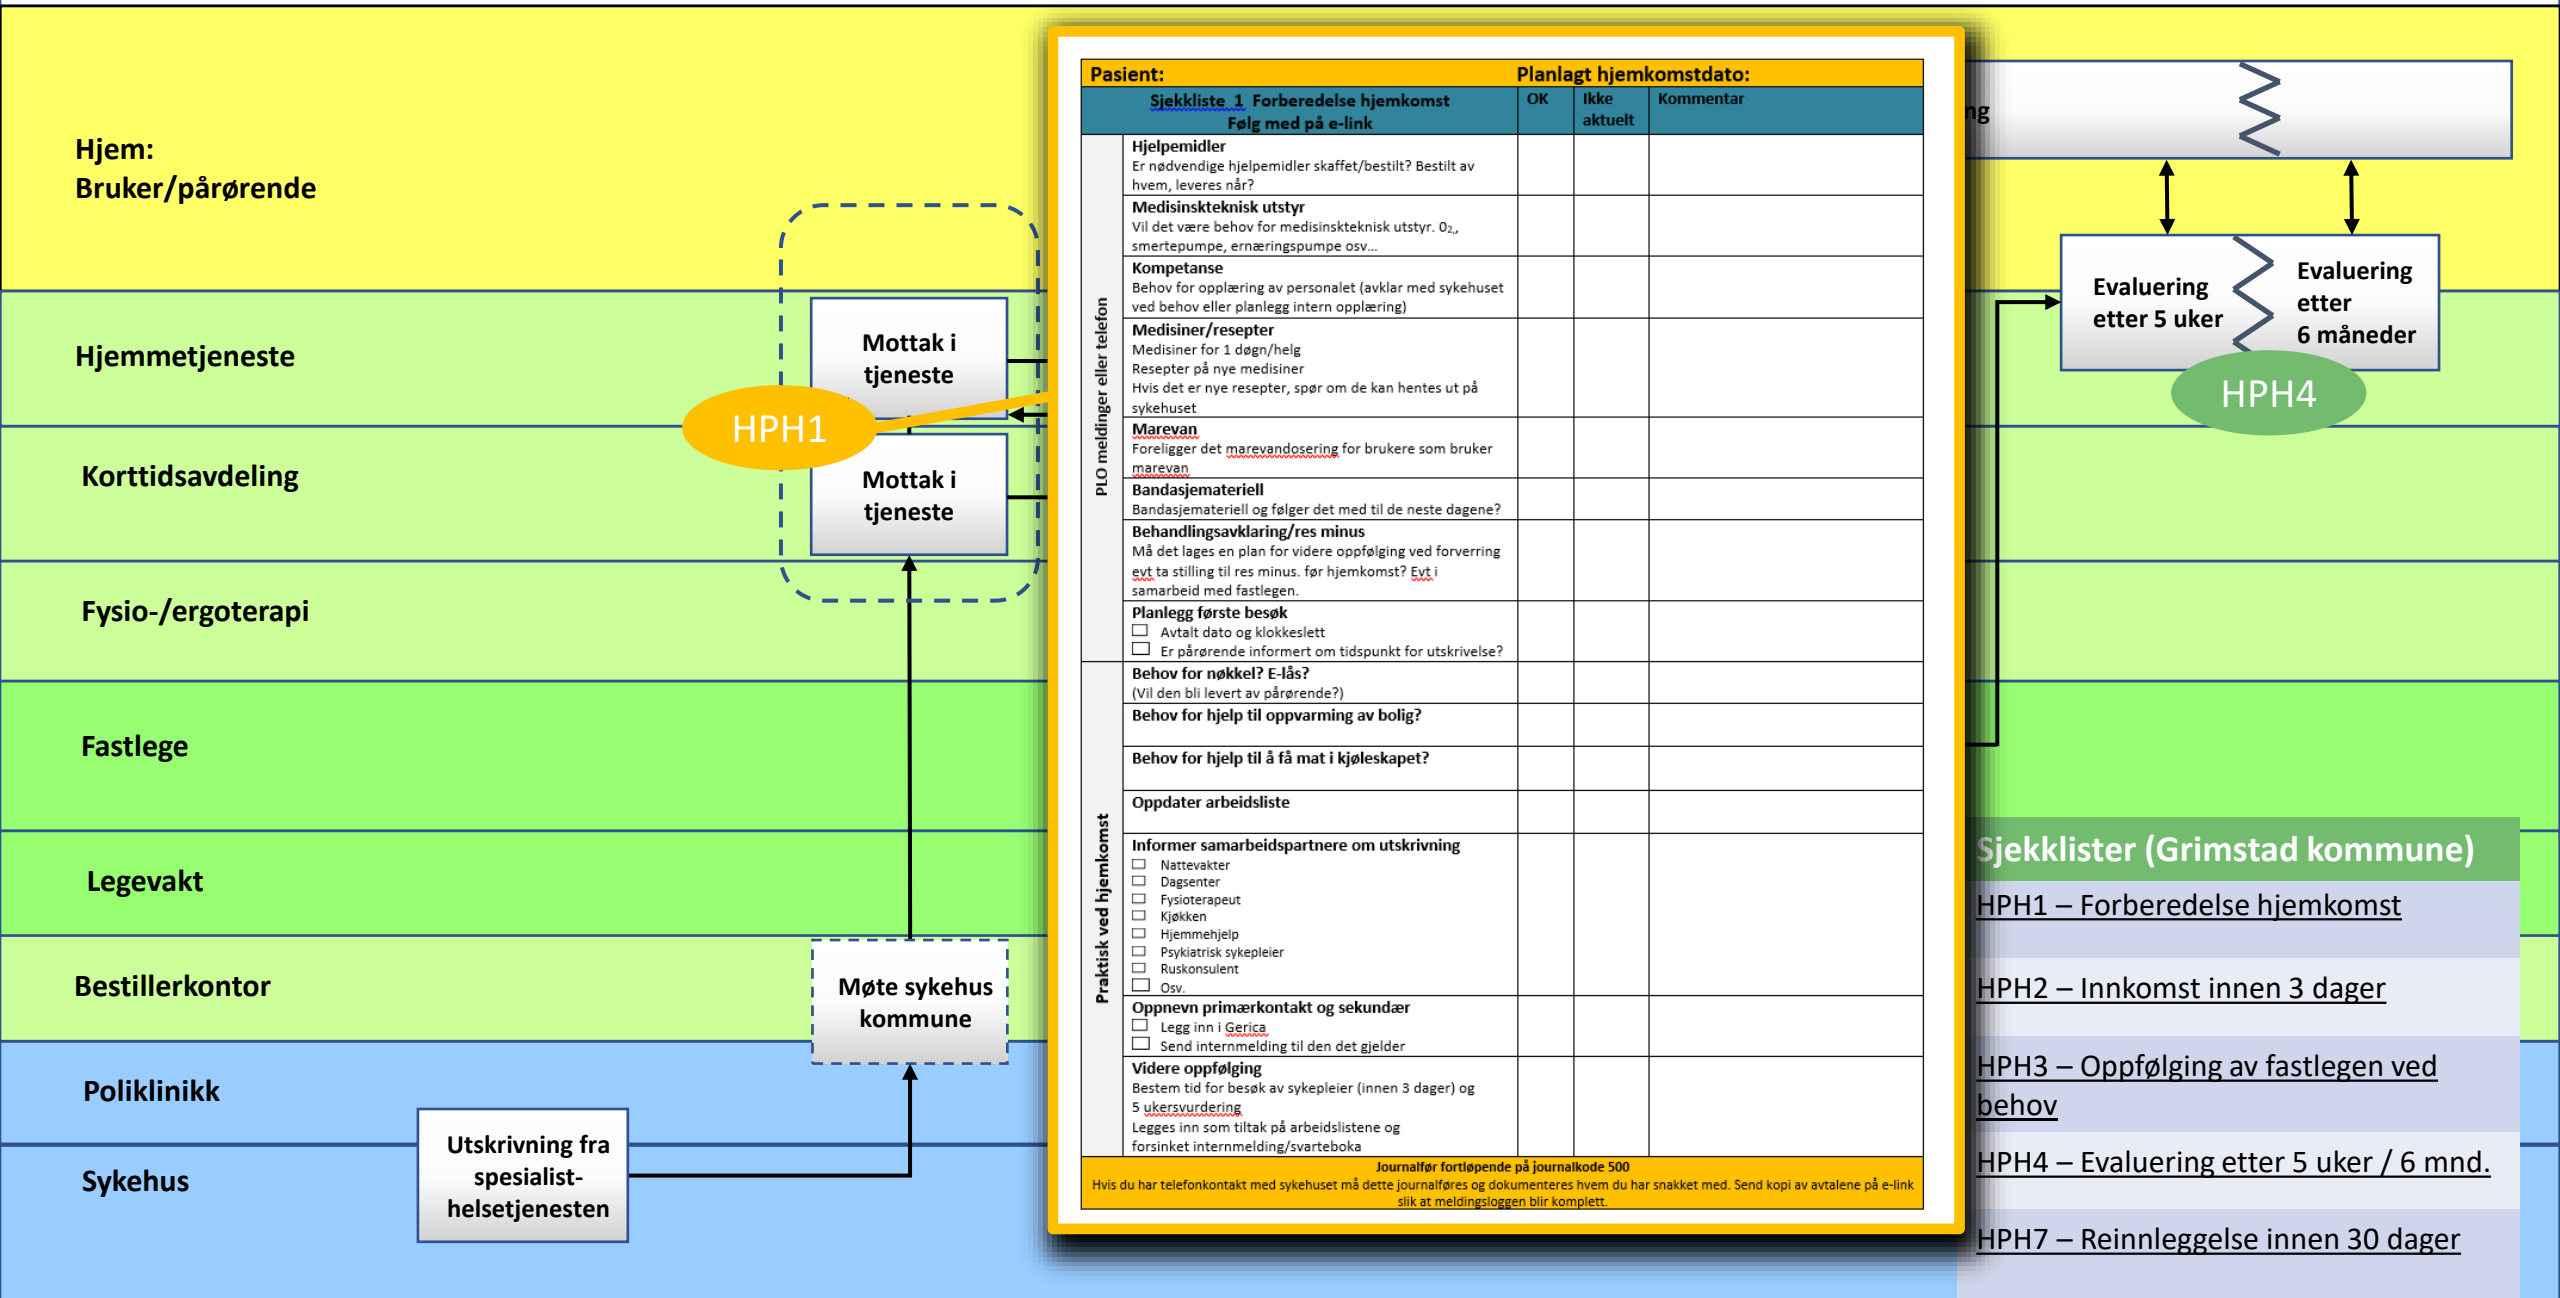 Hjem:
Bruker/pårørende
Hjemmetjeneste
Korttidsavdeling
Fysio-/ergoterapi
Fastlege
Legevakt
Bestillerkontor
Poliklinikk
Sykehus
Utskrivning fra
spesialist-
helsetjenesten
Møte sykehus
kommune
Mottak i
tjeneste
Mottak i
tjeneste
HPH1
Pasient: Planlagt hjemkomstdato:
Sjekkliste 1 Forberedelse hjemkomst
Følg med på e-link
OK
Ikke
aktuelt
Kommentar
PLO meldinger eller telefon
Hjelpemidler
Er nødvendige hjelpemidler skaffet/bestilt? Bestilt av
hvem, leveres når?
Medisinskteknisk utstyr
Vil det være behov for medisinskteknisk utstyr. 0₂,,
smertepumpe, ernæringspumpe osv...
Kompetanse
Behov for opplæring av personalet (avklar med sykehuset
ved behov eller planlegg intern opplæring)
Medisiner/resepter
Medisiner for 1 døgn/helg
Resepter på nye medisiner
Hvis det er nye resepter, spør om de kan hentes ut på
sykehuset
Marevan
Foreligger det marevandosering for brukere som bruker
marevan
Bandasjemateriell
Bandasjemateriell og følger det med til de neste dagene?
Behandlingsavklaring/res minus
Må det lages en plan for videre oppfølging ved forverring
evt ta stilling til res minus. før hjemkomst? Evt i
samarbeid med fastlegen.
Planlegg første besøk
Avtalt dato og klokkeslett
Er pårørende informert om tidspunkt for utskrivelse?
Praktisk ved hjemkomst
Behov for nøkkel? E-lås?
(Vil den bli levert av pårørende?)
Behov for hjelp til oppvarming av bolig?
Behov for hjelp til å få mat i kjøleskapet?
Oppdater arbeidsliste
Informer samarbeidspartnere om utskrivning
Nattevakter
Dagsenter
Fysioterapeut
Kjøkken
Hjemmehjelp
Psykiatrisk sykepleier
Ruskonsulent
Osv.
Oppnevn primærkontakt og sekundær
Legg inn i Gerica
Send internmelding til den det gjelder
Videre oppfølging
Bestem tid for besøk av sykepleier (innen 3 dager) og
5 ukersvurdering
Legges inn som tiltak på arbeidslistene og
forsinket internmelding/svarteboka
Journalfør fortløpende på journalkode 500
Hvis du har telefonkontakt med sykehuset må dette journalføres og dokumenteres hvem du har snakket med. Send kopi av avtalene på e-link
slik at meldingsloggen blir komplett.
ng
Evaluering
etter 5 uker
Evaluering
etter
6 måneder
HPH4
Sjekklister (Grimstad kommune)
HPH1 – Forberedelse hjemkomst
HPH2 – Innkomst innen 3 dager
HPH3 – Oppfølging av fastlegen ved
behov
HPH4 – Evaluering etter 5 uker / 6 mnd.
HPH7 – Reinnleggelse innen 30 dager